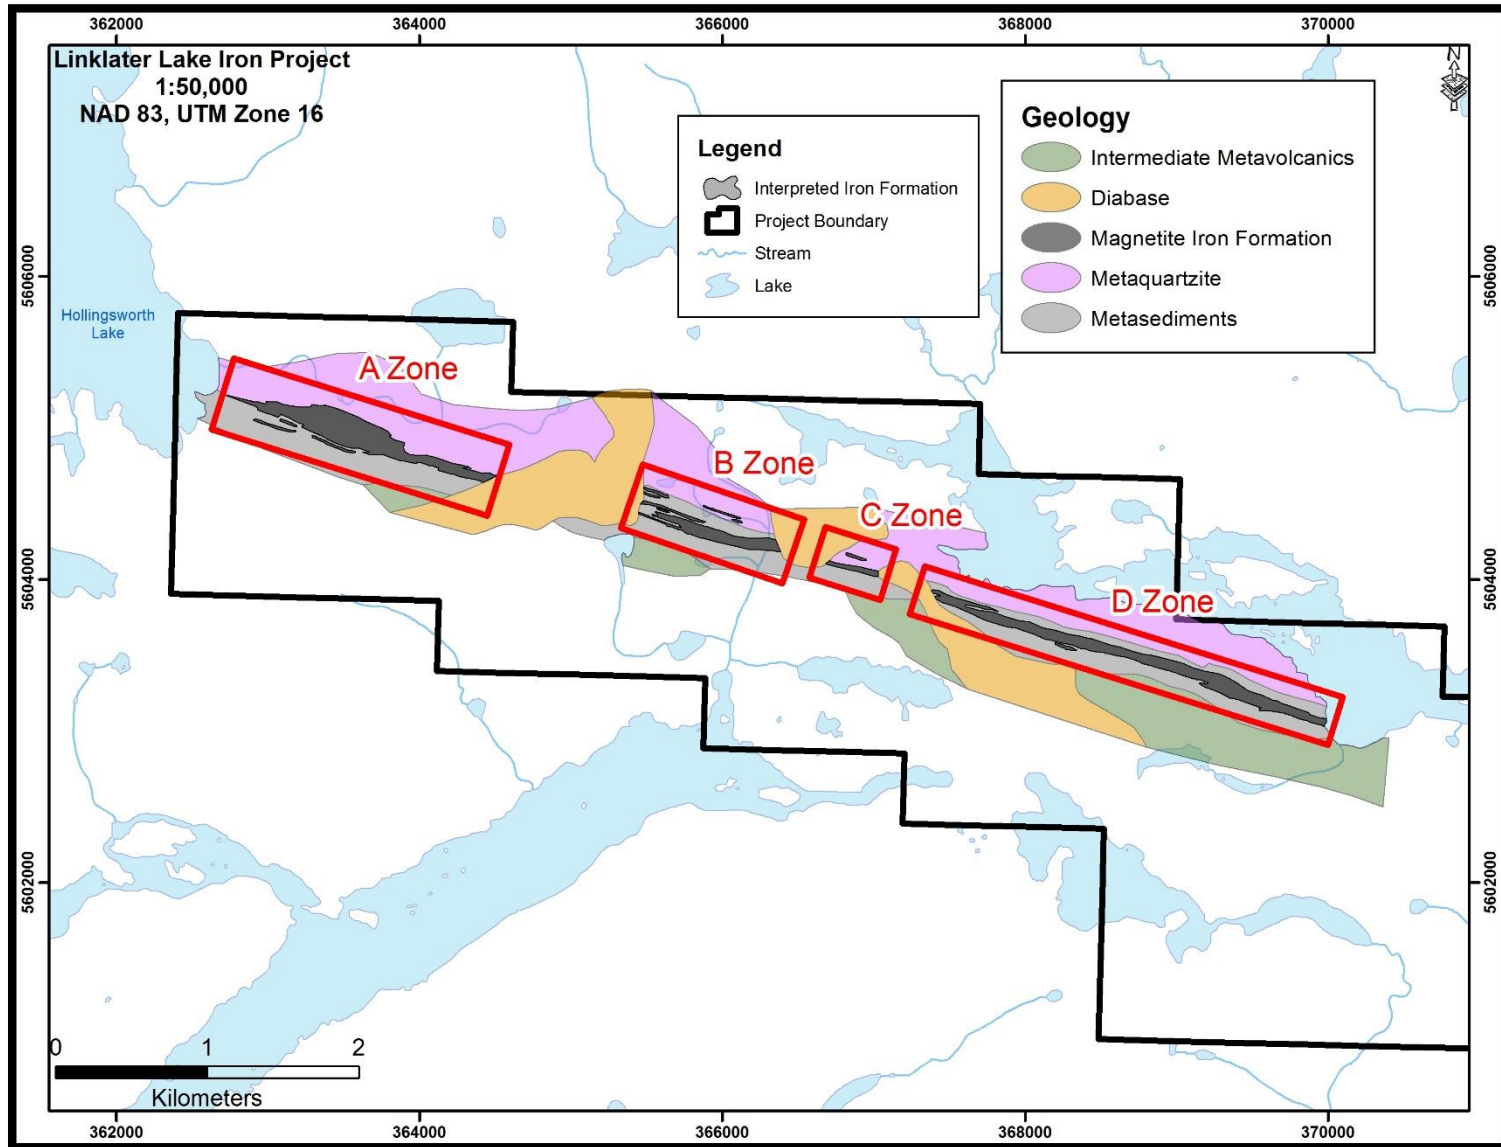 362000
364000
366000
368000
370000
Linklater Lake Iron Project
1:50,000
NAD 83, UTM Zone 16
N
Legend
Interpreted Iron Formation
Project Boundary
Stream
Lake
Geology
Intermediate Metavolcanics
Diabase
Magnetite Iron Formation
Metaquartzite
Metasediments
5606000
5606000
Hollingsworth
Lake
A Zone
B Zone
C Zone
D Zone
5604000
5604000
5602000
5602000
0
1
2
Kilometers
362000
364000
366000
368000
370000